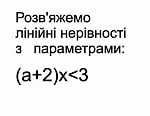 Розв'яжемо
лінійні нерівності
з параметрами:
(a+2)x<3